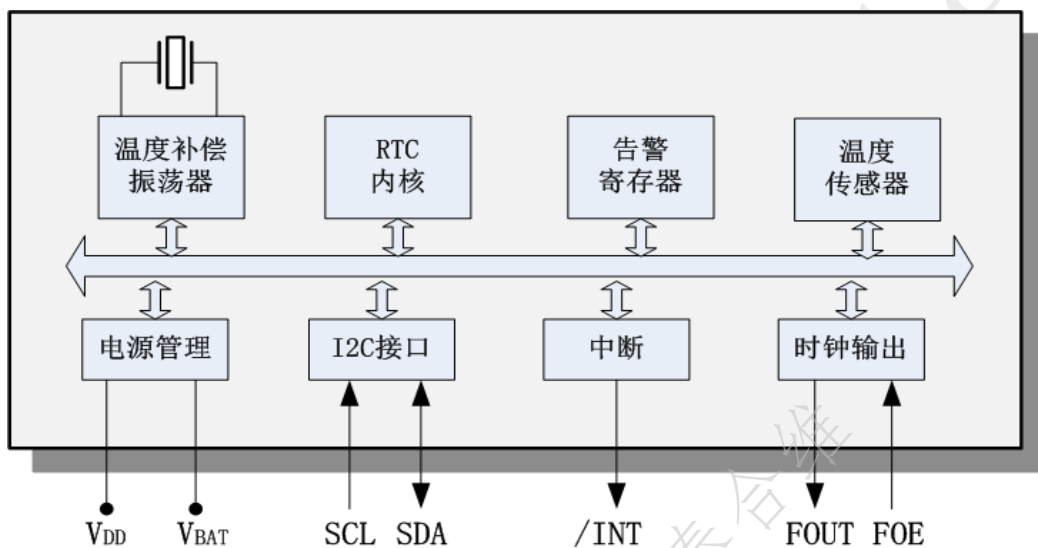 温度补偿
振荡器
RTC
内核
告警
寄存器
温度
传感器
电源管理
I2C接口
中断
时钟输出
VDD
VBAT
SCL
SDA
/INT
FOUT
FOE